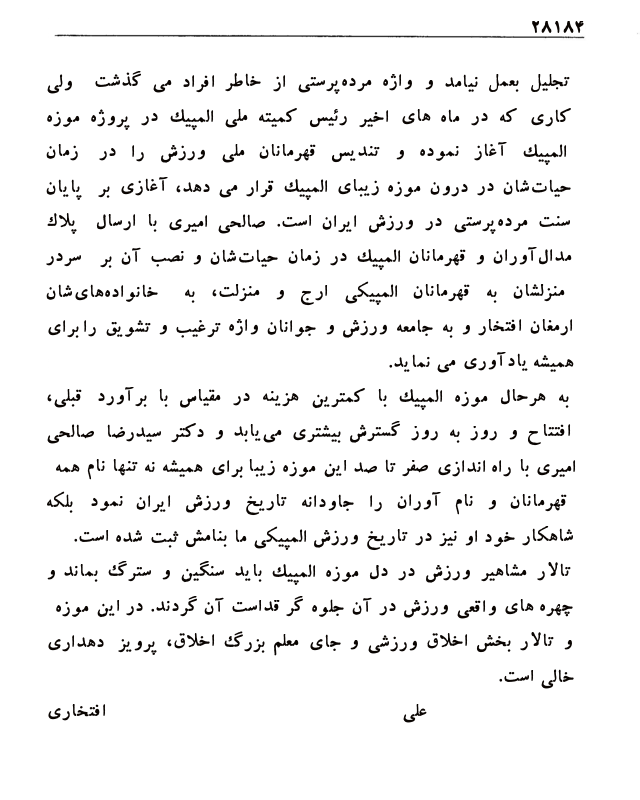 ۲۸۱۸۴
تجلیل بعمل نیامد و واژه مرده‌پرستی از خاطر افراد می گذشت ولی
کاری که در ماه های اخیر رئیس کمیته ملی المپیك در پروژه موزه
المپیك آغاز نموده و تندیس قهرمانان ملی ورزش را در زمان
حیات‌شان در درون موزه زیبای المپیك قرار می دهد، آغازی بر پایان
سنت مرده‌پرستی در ورزش ایران است. صالحی امیری با ارسال پلاك
مدال‌آوران و قهرمانان المپیك در زمان حیات‌شان و نصب آن بر سردر
منزلشان به قهرمانان المپیکی ارج و منزلت، به خانواده‌های‌شان
ارمغان افتخار و به جامعه ورزش و جوانان واژه ترغیب و تشویق را برای
همیشه یادآوری می نماید.
به هرحال موزه المپیك با کمترین هزینه در مقیاس با برآورد قبلی،
افتتاح و روز به روز گسترش بیشتری می‌یابد و دکتر سیدرضا صالحی
امیری با راه اندازی صفر تا صد این موزه زیبا برای همیشه نه تنها نام همه
قهرمانان و نام آوران را جاودانه تاریخ ورزش ایران نمود بلکه
شاهکار خود او نیز در تاریخ ورزش المپیکی ما بنامش ثبت شده است.
تالار مشاهیر ورزش در دل موزه المپیك باید سنگین و سترگ بماند و
چهره های واقعی ورزش در آن جلوه گر قداست آن گردند. در این موزه
و تالار بخش اخلاق ورزشی و جای معلم بزرگ اخلاق، پرویز دهداری
خالی است.
علی افتخاری